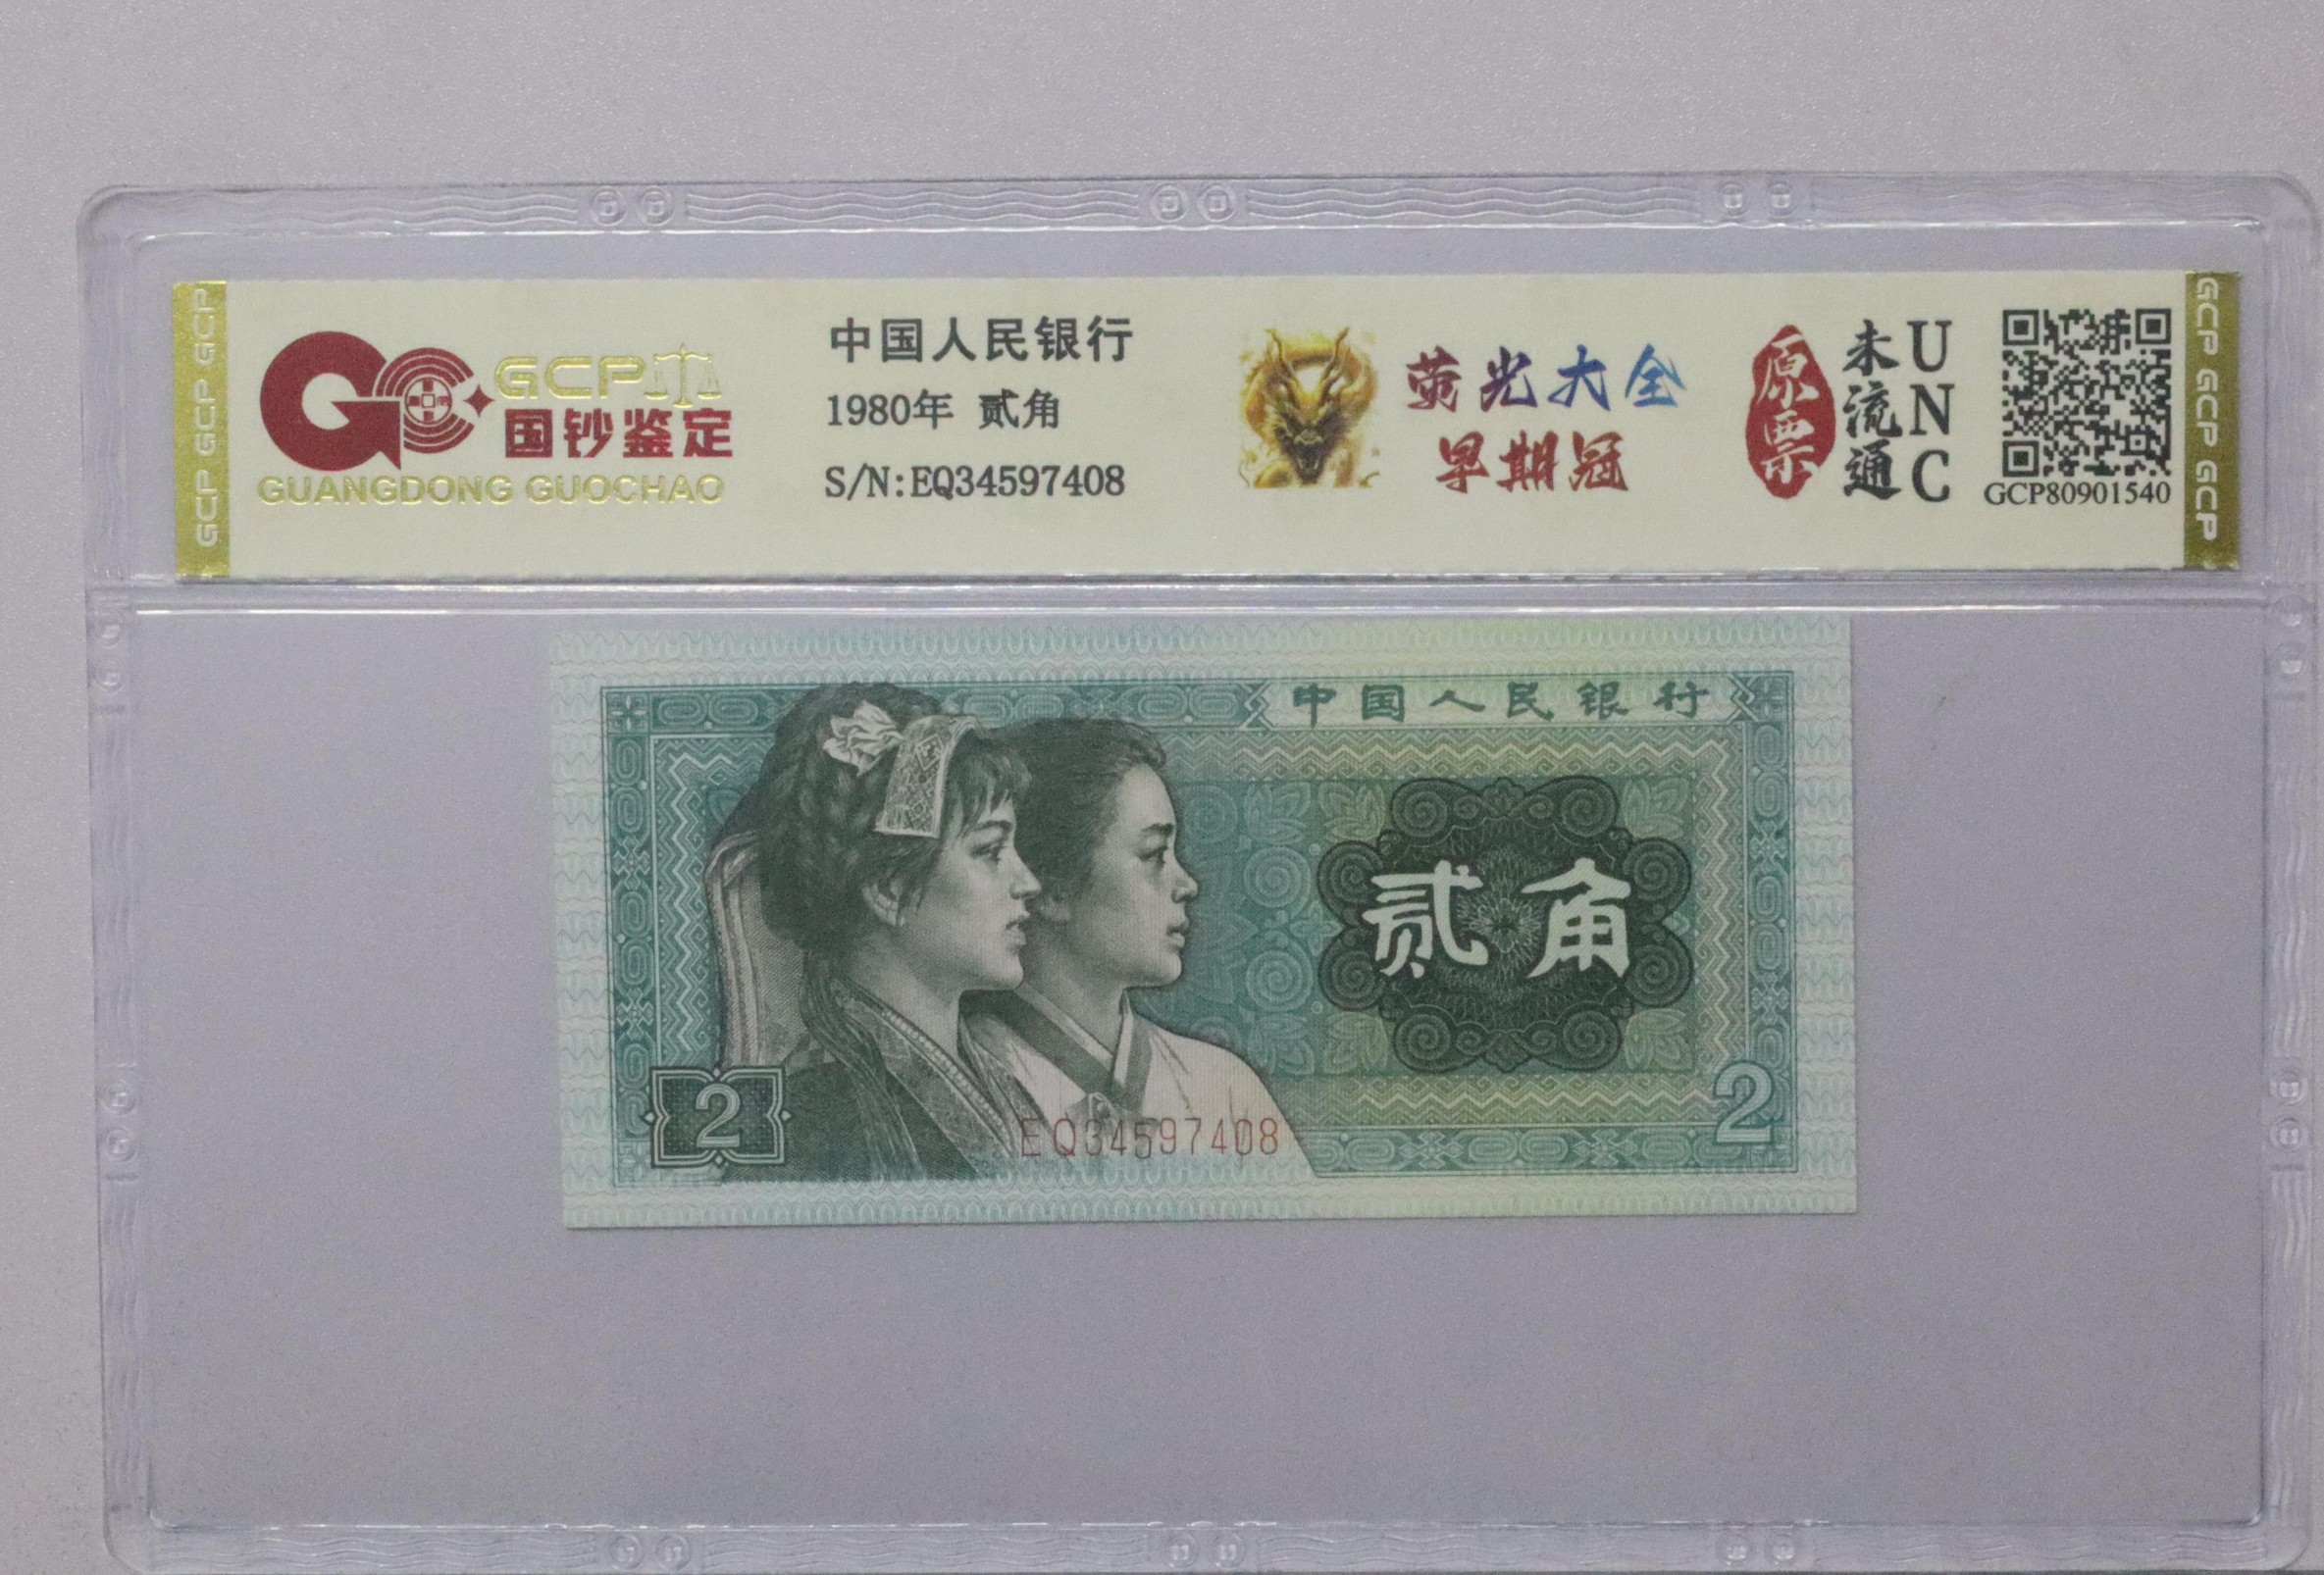 GCP GCP GCP
GCP
国钞鉴定
GUANGDONG GUOCHAO
中国人民银行
1980年 贰角
S/N:EQ34597408
荧光大全
早期冠
原票
未流通
UNC
GCP80901540
GCP GCP GCP
中国人民银行
贰角
2
EQ34597408
2